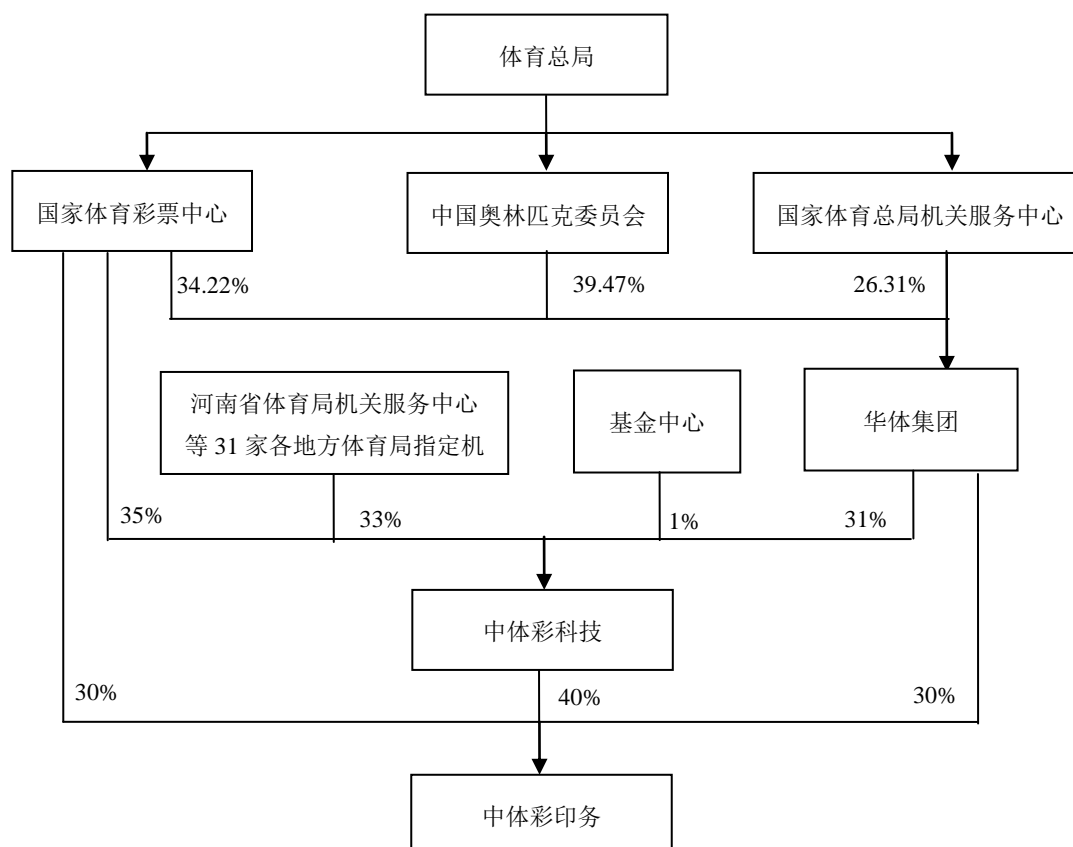 体育总局
国家体育彩票中心
中国奥林匹克委员会
国家体育总局机关服务中心
34.22%
39.47%
26.31%
河南省体育局机关服务中心
等 31 家各地方体育局指定机
基金中心
华体集团
35%
33%
1%
31%
中体彩科技
30%
40%
30%
中体彩印务